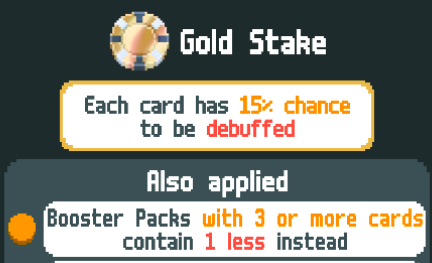 Gold Stake
Each card has 15% chance
to be debuffed
Also applied
Booster Packs with 3 or more cards
contain 1 less instead